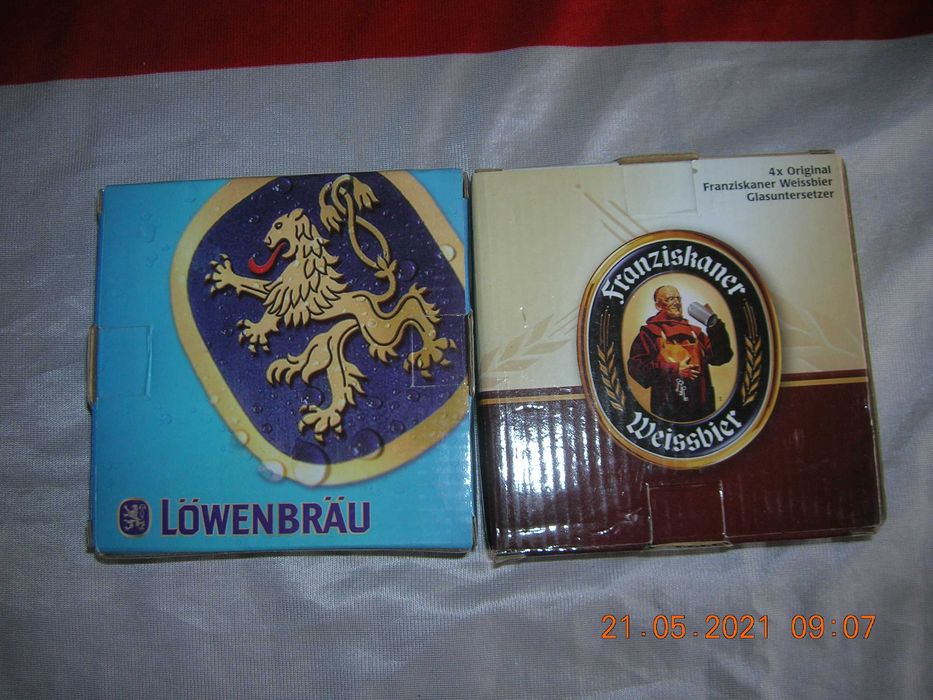 LÖWENBRÄU
4x Original
Franziskaner Weissbier
Glasuntersetzer
Franziskaner
Weissbier
21.05.2021 09:07